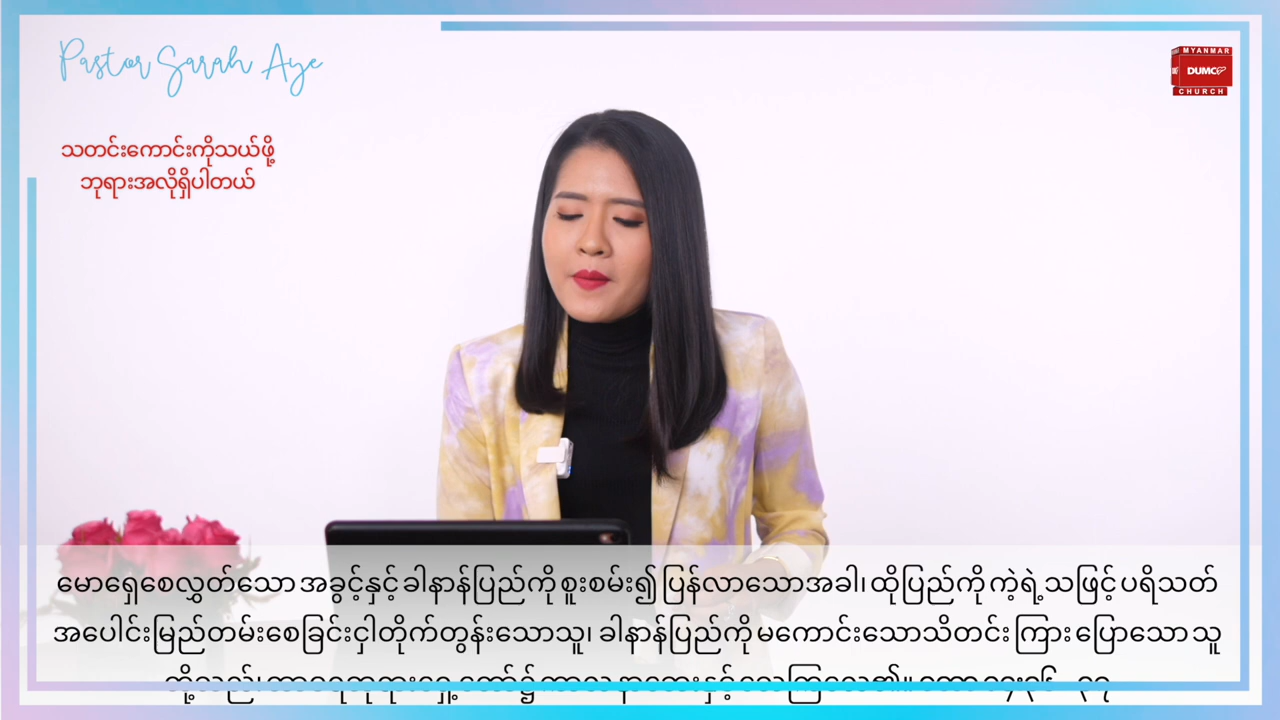 Pastor Sarah Aye
MYANMAR
DUMC
CHURCH
သတင်းကောင်းကိုသယ်ဖို့
ဘုရားအလိုရှိပါတယ်
မောရှေစေလွှတ်သော အခွင့်နှင့် ခါနာန်ပြည်ကို စူးစမ်း၍ ပြန်လာသောအခါ၊ ထိုပြည်ကို ကဲ့ရဲ့သဖြင့် ပရိသတ်
အပေါင်းမြည်တမ်းစေခြင်းငှါတိုက်တွန်းသောသူ၊ ခါနာန်ပြည်ကို မကောင်းသောသိတင်း ကြားပြောသော သူ